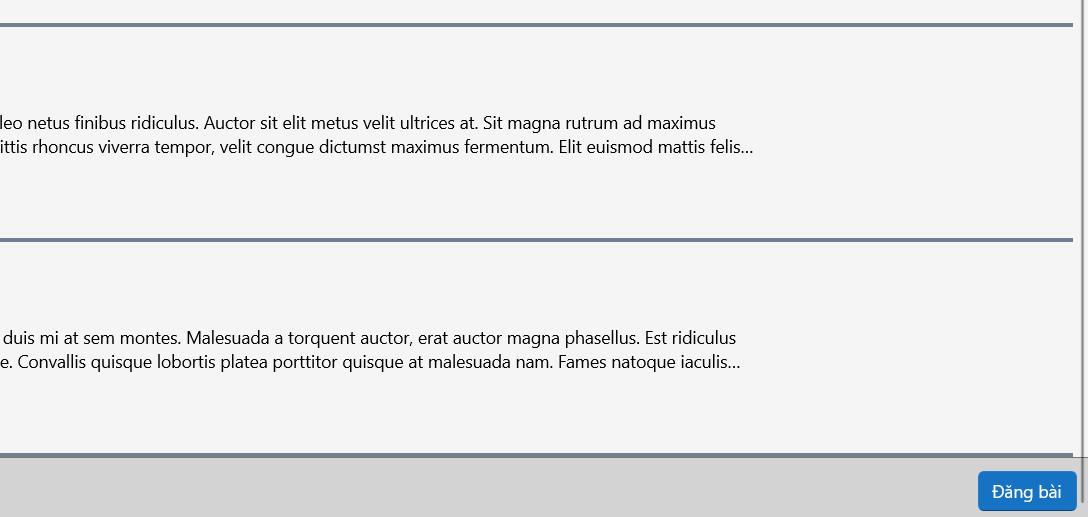 leo netus finibus ridiculus. Auctor sit elit metus velit ultrices at. Sit magna rutrum ad maximus
ittis rhoncus viverra tempor, velit congue dictumst maximus fermentum. Elit euismod mattis felis...
duis mi at sem montes. Malesuada a torquent auctor, erat auctor magna phasellus. Est ridiculus
e. Convallis quisque lobortis platea porttitor quisque at malesuada nam. Fames natoque iaculis...
Đăng bài